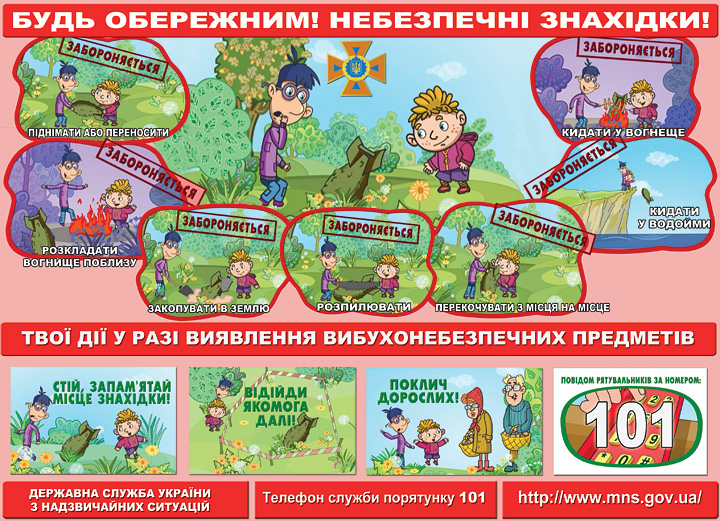 БУДЬ ОБЕРЕЖНИМ! НЕБЕЗПЕЧНІ ЗНАХІДКИ!
ЗАБОРОНЯЄТЬСЯ
ПІДНІМАТИ АБО ПЕРЕНОСИТИ
ЗАБОРОНЯЄТЬСЯ
КИДАТИ У ВОГНЕЩЕ
ЗАБОРОНЯЄТЬСЯ
РОЗКЛАДАТИ
ВОГНИЩЕ ПОБЛИЗУ
ЗАБОРОНЯЄТЬСЯ
КИДАТИ
У ВОДОЙМИ
ЗАБОРОНЯЄТЬСЯ
ЗАКОПУВАТИ В ЗЕМЛЮ
ЗАБОРОНЯЄТЬСЯ
РОЗПИЛЮВАТИ
ЗАБОРОНЯЄТЬСЯ
ПЕРЕКОЧУВАТИ З МІСЦЯ НА МІСЦЕ
ТВОЇ ДІЇ У РАЗІ ВИЯВЛЕННЯ ВИБУХОНЕБЕЗПЕЧНИХ ПРЕДМЕТІВ
СТІЙ, ЗАПАМ'ЯТАЙ
МІСЦЕ ЗНАХІДКИ!
ВІДІЙДИ
ЯКОМОГА
ДАЛІ!
ПОКЛИЧ
ДОРОСЛИХ!
ПОВІДОМ РЯТУВАЛЬНИКІВ ЗА НОМЕРОМ:
101
ДЕРЖАВНА СЛУЖБА УКРАЇНИ
З НАДЗВИЧАЙНИХ СИТУАЦІЙ
Телефон служби порятунку 101
http://www.mns.gov.ua/